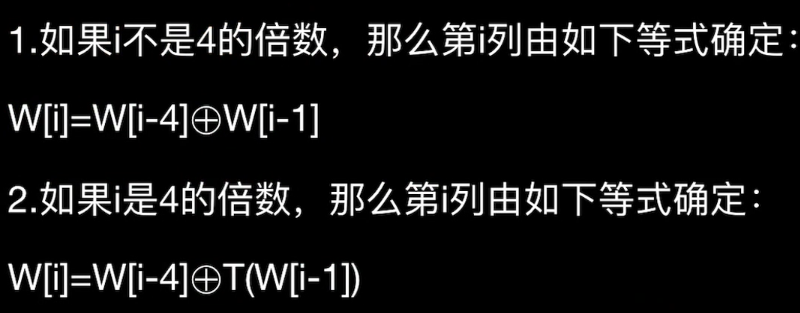 1.如果i不是4的倍数，那么第i列由如下等式确定：
W[i]=W[i-4]⊕W[i-1]
2.如果i是4的倍数，那么第i列由如下等式确定：
W[i]=W[i-4]⊕T(W[i-1])